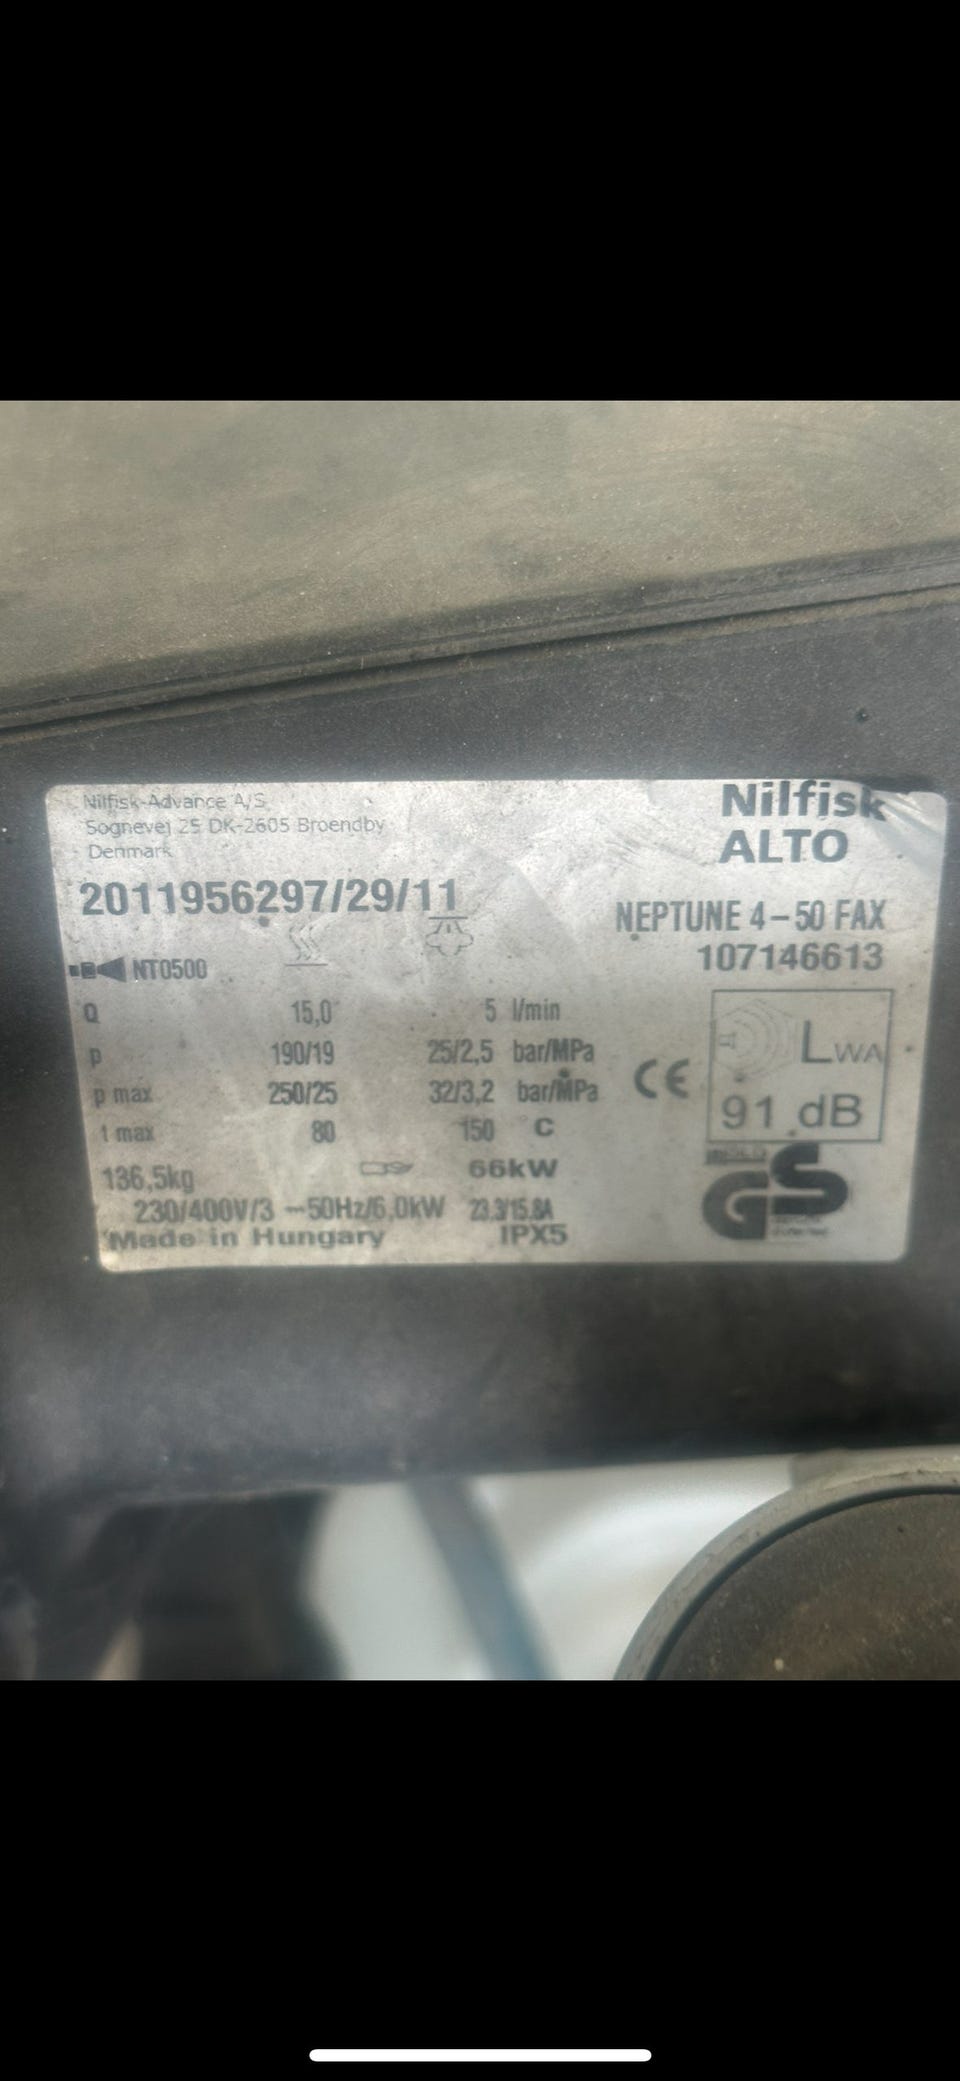 Nilfisk-Advance A/S
Sognevej 25 DK-2605 Broendby
Denmark
Nilfisk
ALTO
2011956297/29/11
NEPTUNE 4-50 FAX
107146613
NT0500
Q 15,0 5 l/min
p 190/19 25/2,5 bar/MPa
p max 250/25 32/3,2 bar/MPa
t max 80 150 C
CE
LWA
91 dB
136,5kg 66kW
230/400V/3 ~50Hz/6,0kW 23.3/15.8A
Made in Hungary IPX5
GS